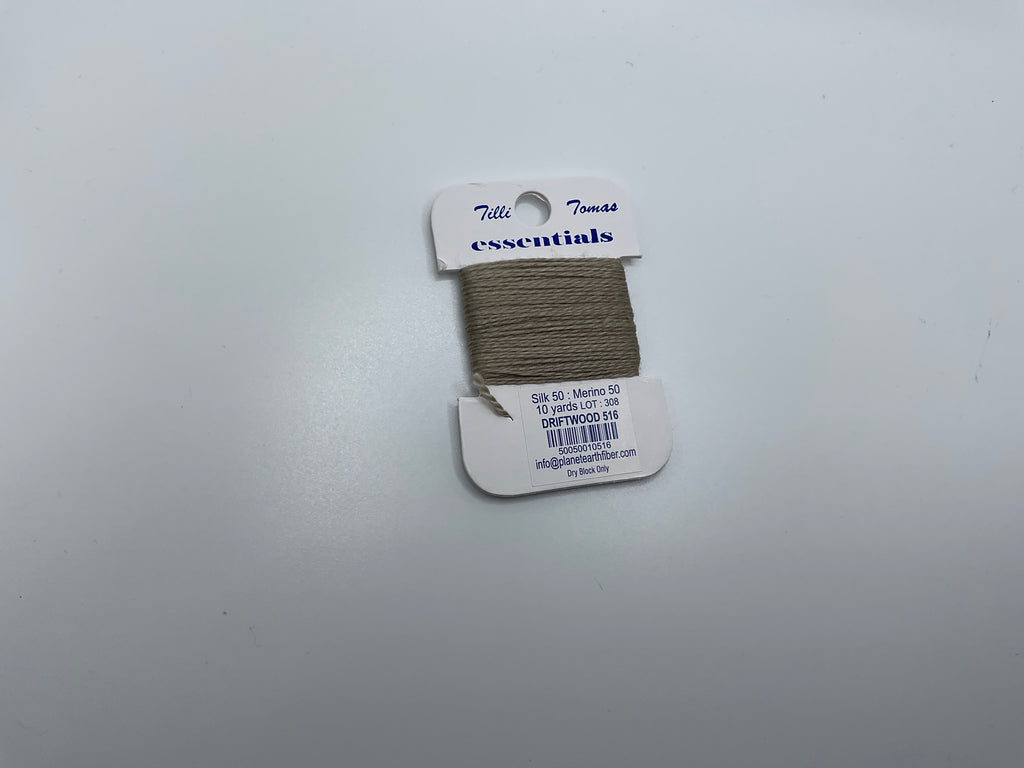 Tilli Tomas
essentials
Silk 50 : Merino 50
10 yards LOT : 308
DRIFTWOOD 516
50050010516
info@planetearthfiber.com
Dry Block Only